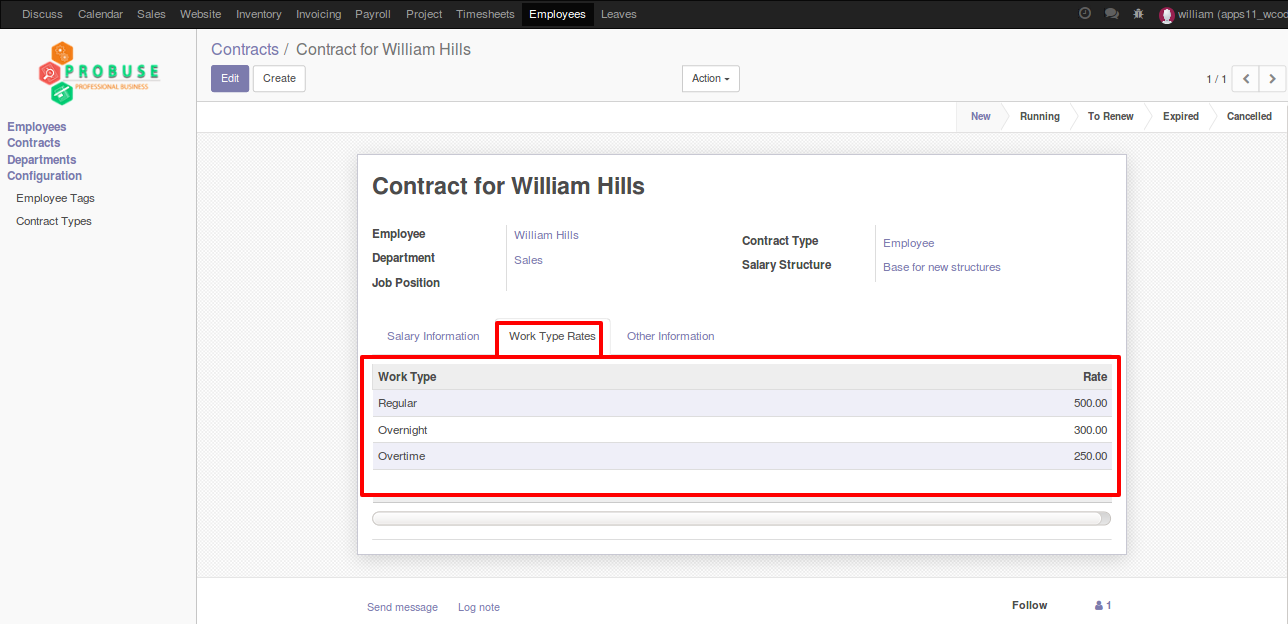 Discuss Calendar Sales Website Inventory Invoicing Payroll Project Timesheets Employees Leaves william (apps11_wcoo
PROBUSE
PROFESSIONAL BUSINESS
Employees
Contracts
Departments
Configuration
Employee Tags
Contract Types
Contracts / Contract for William Hills
Edit Create Action 1 / 1
New Running To Renew Expired Cancelled
Contract for William Hills
Employee William Hills
Department Sales
Job Position
Contract Type Employee
Salary Structure Base for new structures
Salary Information Work Type Rates Other Information
Work Type Rate
Regular 500.00
Overnight 300.00
Overtime 250.00
Send message Log note Follow 1